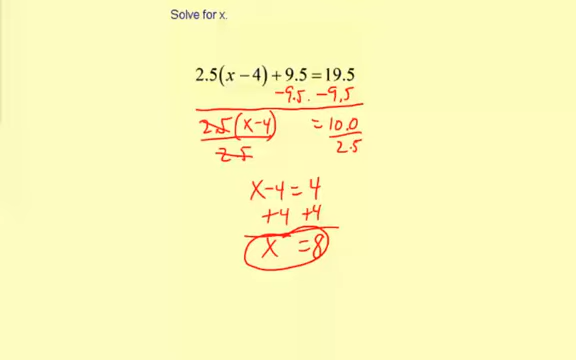 Solve for x.
2.5(x − 4) + 9.5 = 19.5
-9.5. -9.5
2.5(x-4) = 10.0
2.5 2.5
x-4 = 4
+4 +4
x = 8